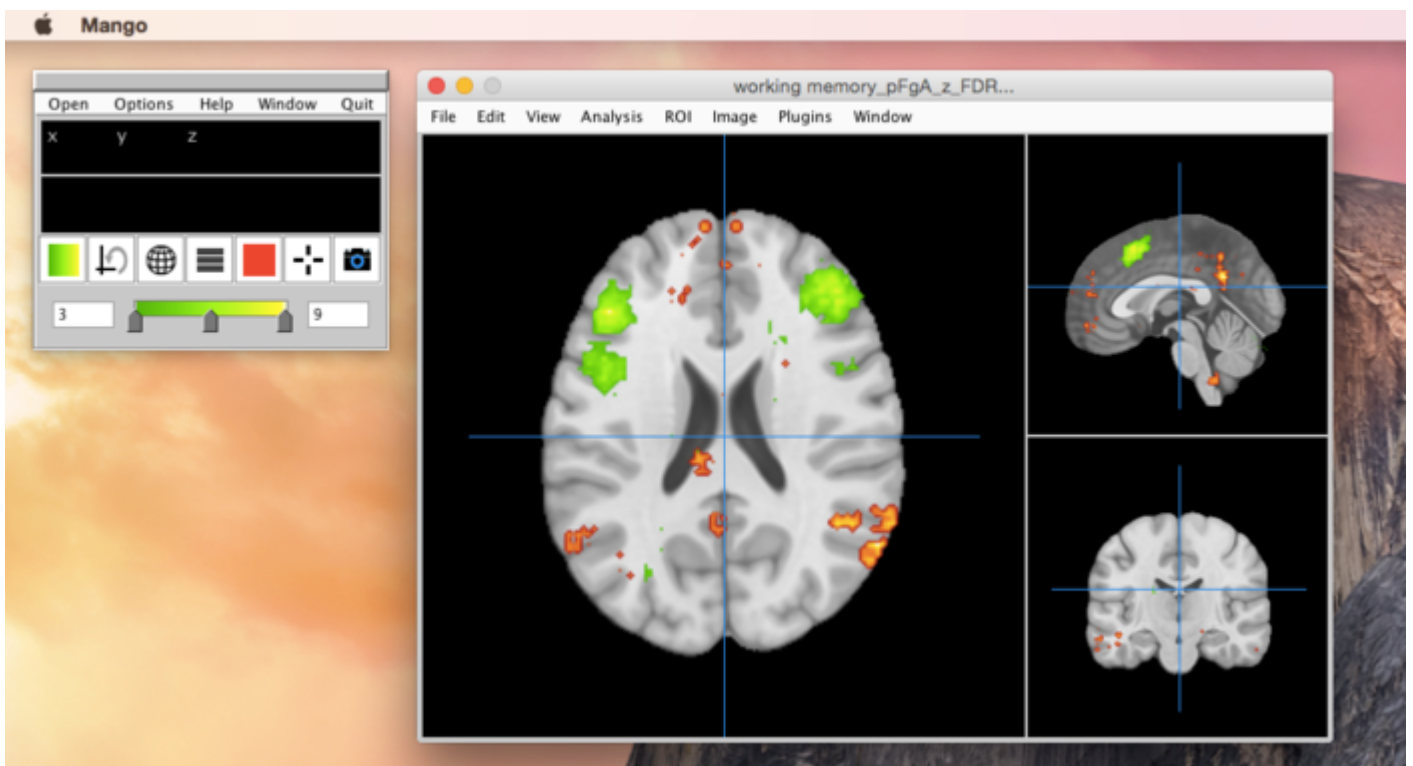 Mango
Open Options Help Window Quit
x y z
3 9
working memory_pFgA_z_FDR...
File Edit View Analysis ROI Image Plugins Window